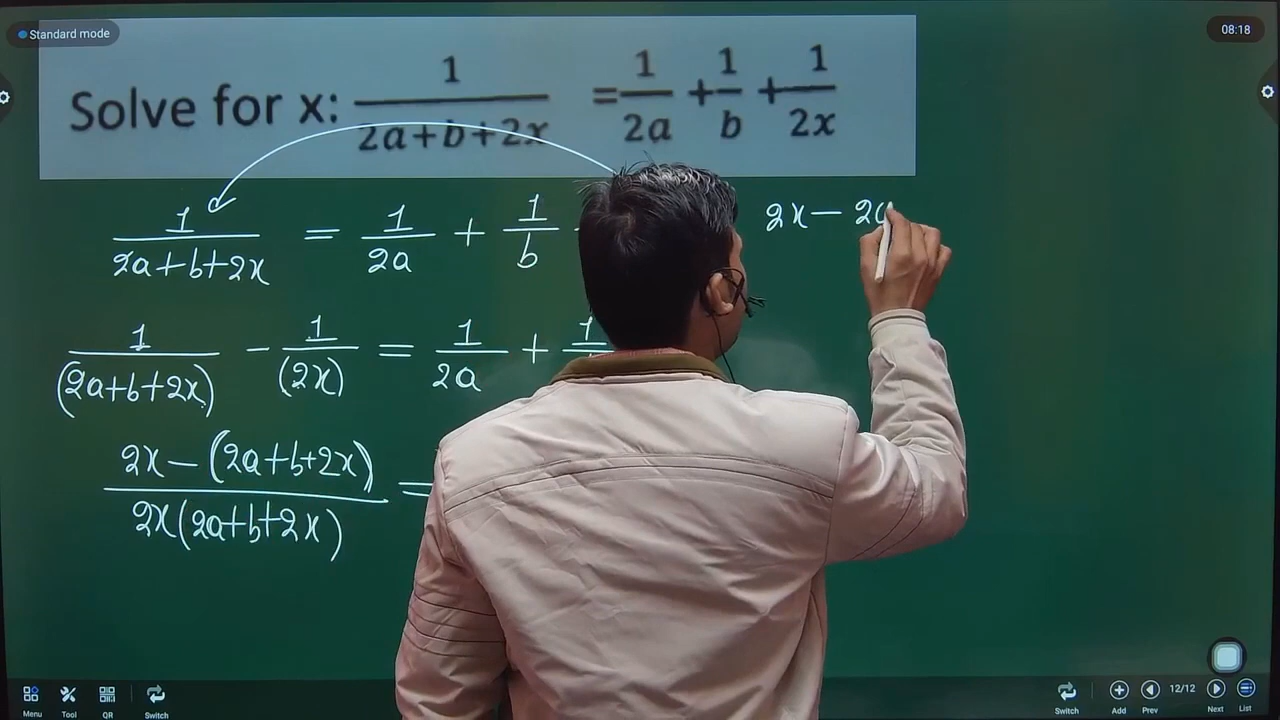 Standard mode
08:18
Solve for x: 1/(2a+b+2x) = 1/2a + 1/b + 1/2x
1/(2a+b+2x) = 1/2a + 1/b
2x - 2
1/(2a+b+2x) - 1/(2x) = 1/2a + 1
2x - (2a+b+2x) / 2x(2a+b+2x) =
Menu
Tool
QR
Switch
Switch
Add
Prev
12/12
Next
List